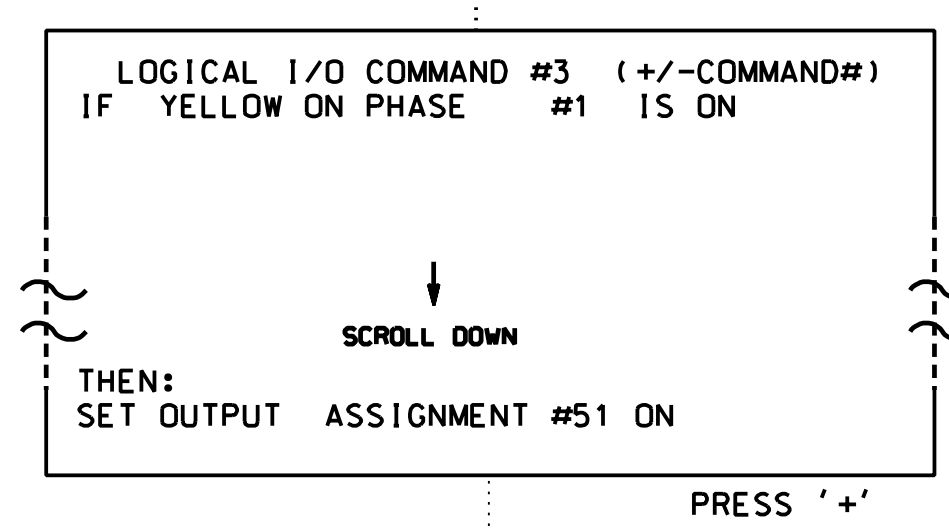 LOGICAL I/O COMMAND #3 (+/-COMMAND#)
IF YELLOW ON PHASE #1 IS ON
SCROLL DOWN
THEN:
SET OUTPUT ASSIGNMENT #51 ON
PRESS '+'